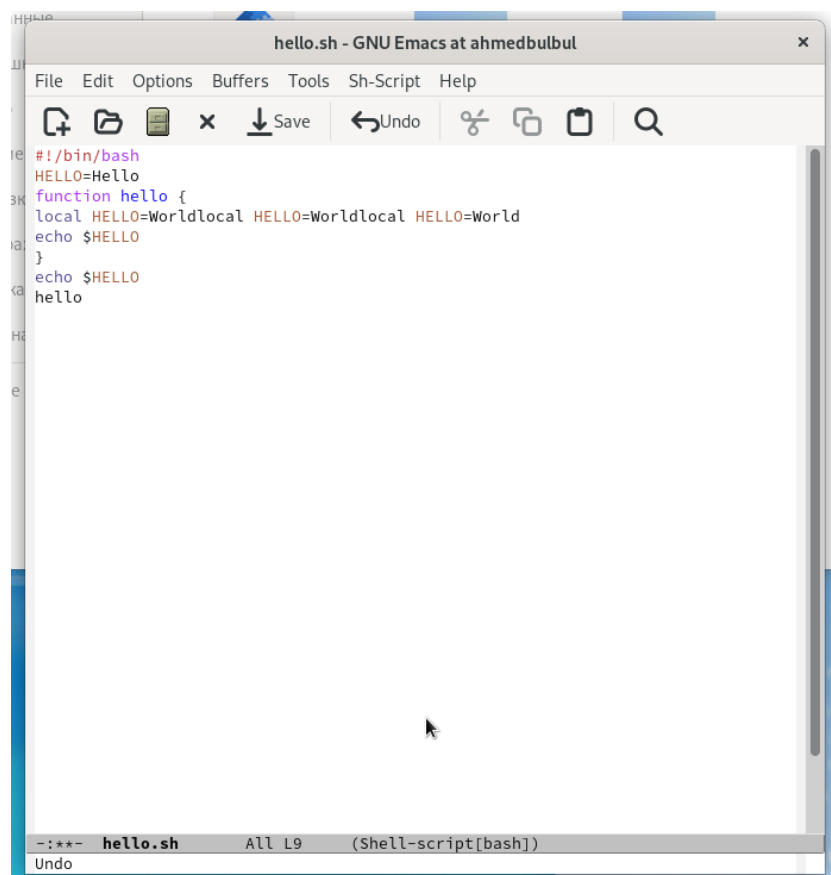 анные
hello.sh - GNU Emacs at ahmedbulbul
File Edit Options Buffers Tools Sh-Script Help
Save Undo
#!/bin/bash
HELLO=Hello
function hello {
local HELLO=Worldlocal HELLO=Worldlocal HELLO=World
echo $HELLO
}
echo $HELLO
hello
-:**- hello.sh All L9 (Shell-script[bash])
Undo